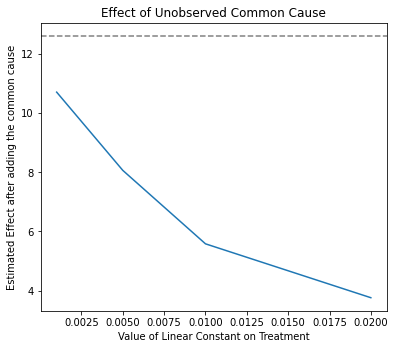 Effect of Unobserved Common Cause
Estimated Effect after adding the common cause
12
10
8
6
4
0.0025 0.0050 0.0075 0.0100 0.0125 0.0150 0.0175 0.0200
Value of Linear Constant on Treatment